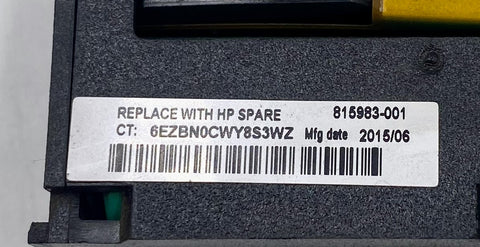 REPLACE WITH HP SPARE 815983-001
CT: 6EZBN0CWY8S3WZ Mfg date 2015/06